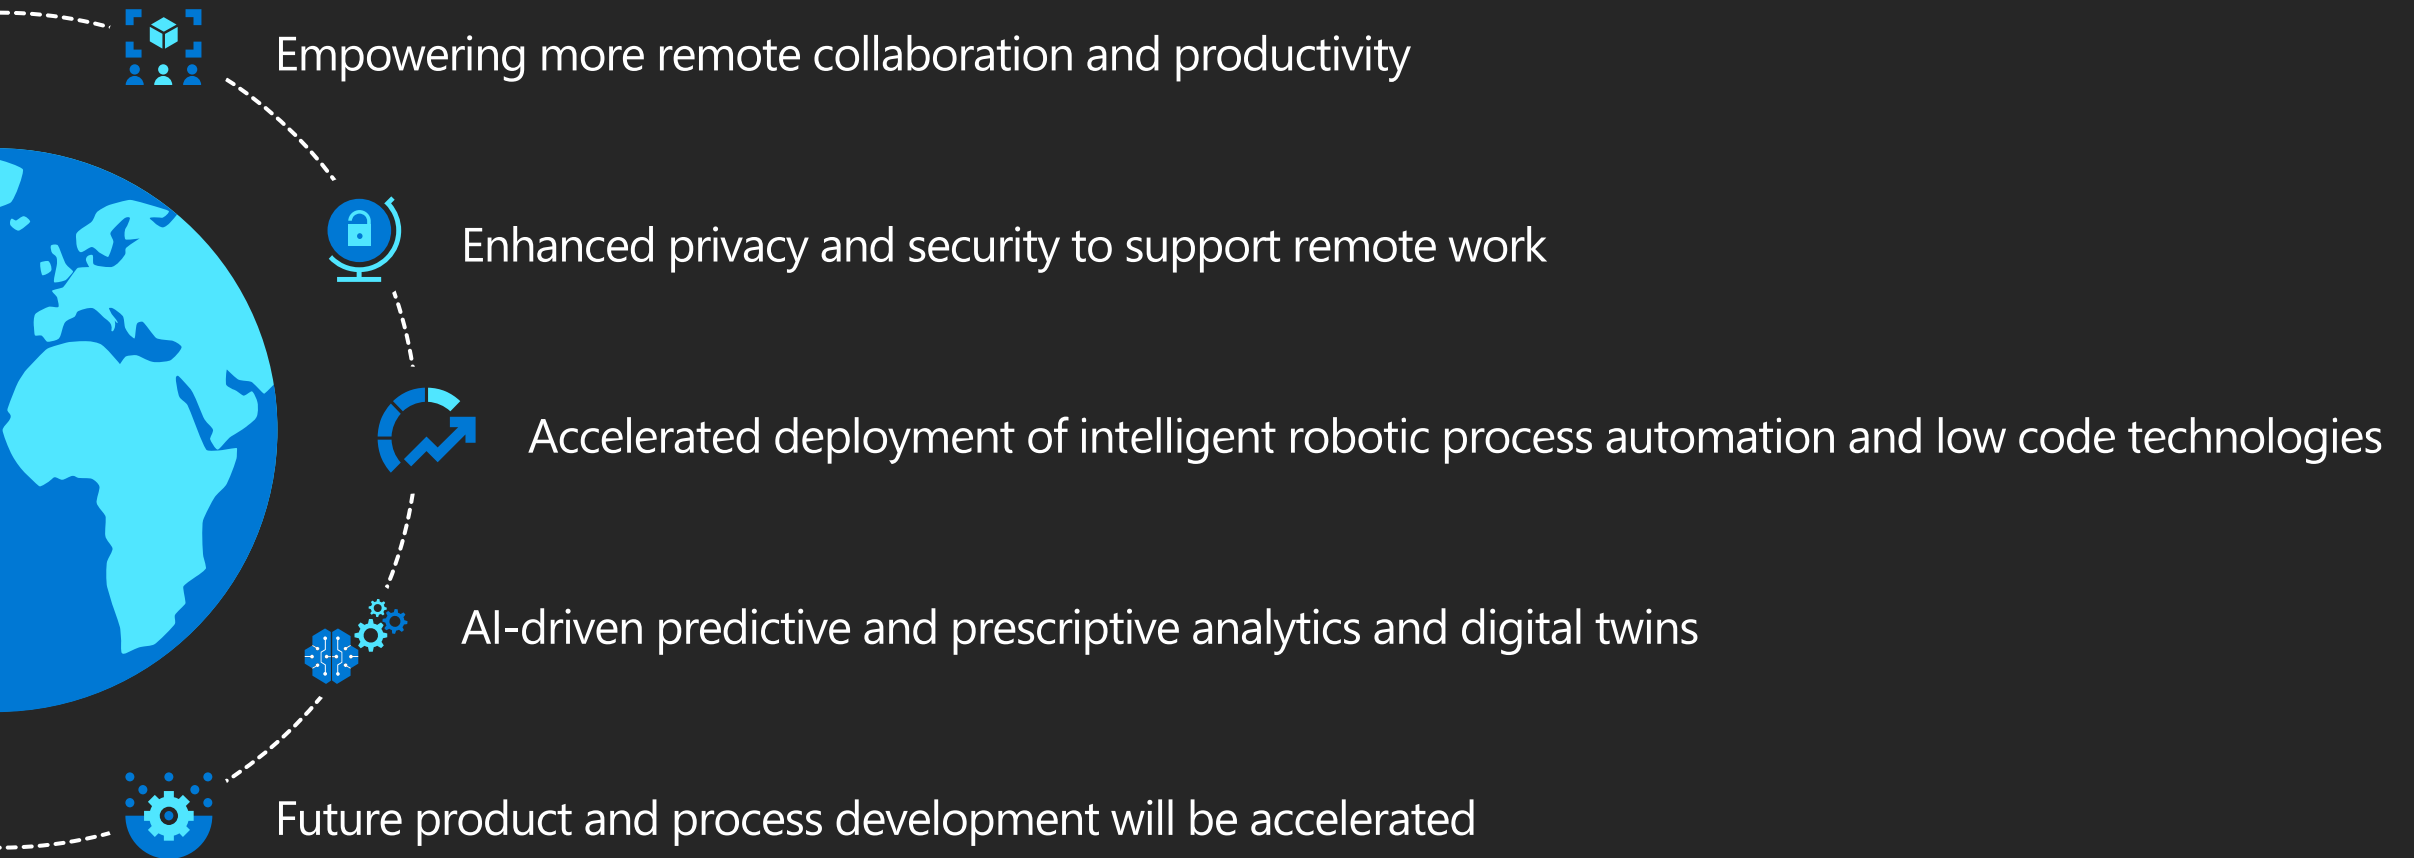 Empowering more remote collaboration and productivity
Enhanced privacy and security to support remote work
Accelerated deployment of intelligent robotic process automation and low code technologies
AI-driven predictive and prescriptive analytics and digital twins
Future product and process development will be accelerated